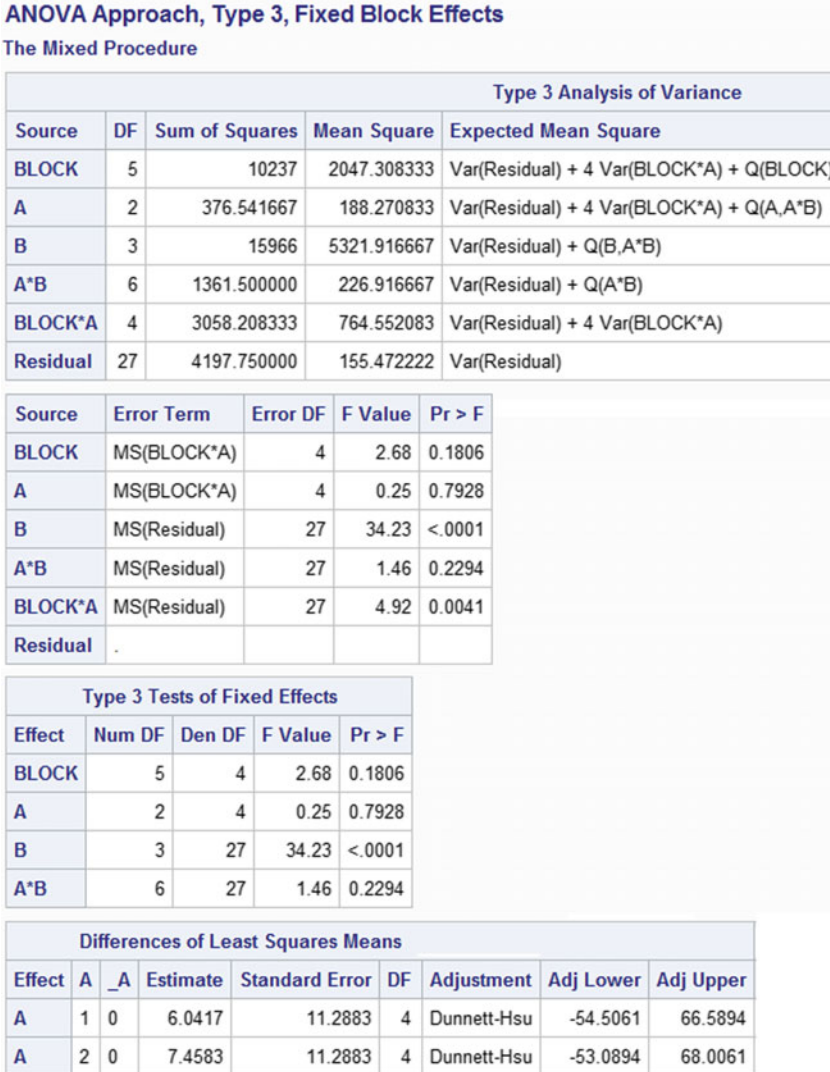 ANOVA Approach, Type 3, Fixed Block Effects
The Mixed Procedure
Type 3 Analysis of Variance
Source DF Sum of Squares Mean Square Expected Mean Square
BLOCK 5 10237 2047.308333 Var(Residual) + 4 Var(BLOCK*A) + Q(BLOCK)
A 2 376.541667 188.270833 Var(Residual) + 4 Var(BLOCK*A) + Q(A,A*B)
B 3 15966 5321.916667 Var(Residual) + Q(B,A*B)
A*B 6 1361.500000 226.916667 Var(Residual) + Q(A*B)
BLOCK*A 4 3058.208333 764.552083 Var(Residual) + 4 Var(BLOCK*A)
Residual 27 4197.750000 155.472222 Var(Residual)
Source Error Term Error DF F Value Pr > F
BLOCK MS(BLOCK*A) 4 2.68 0.1806
A MS(BLOCK*A) 4 0.25 0.7928
B MS(Residual) 27 34.23 <.0001
A*B MS(Residual) 27 1.46 0.2294
BLOCK*A MS(Residual) 27 4.92 0.0041
Residual .
Type 3 Tests of Fixed Effects
Effect Num DF Den DF F Value Pr > F
BLOCK 5 4 2.68 0.1806
A 2 4 0.25 0.7928
B 3 27 34.23 <.0001
A*B 6 27 1.46 0.2294
Differences of Least Squares Means
Effect A _A Estimate Standard Error DF Adjustment Adj Lower Adj Upper
A 1 0 6.0417 11.2883 4 Dunnett-Hsu -54.5061 66.5894
A 2 0 7.4583 11.2883 4 Dunnett-Hsu -53.0894 68.0061